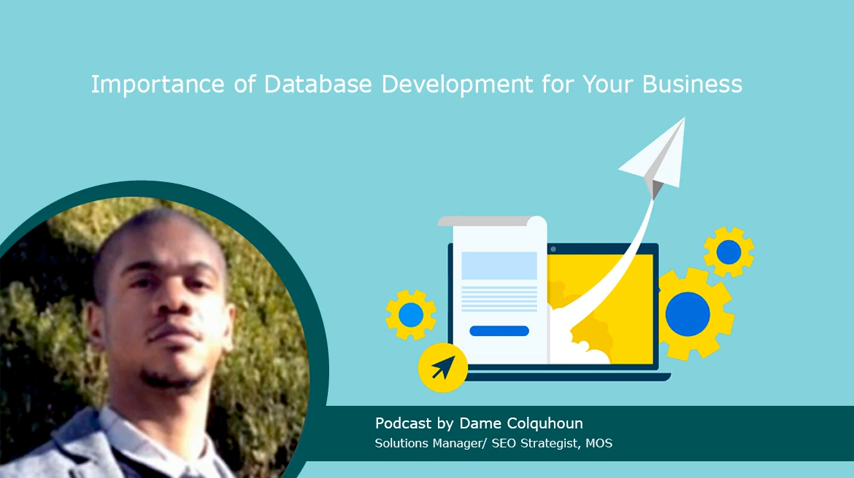 Importance of Database Development for Your Business
Podcast by Dame Colquhoun
Solutions Manager/ SEO Strategist, MOS